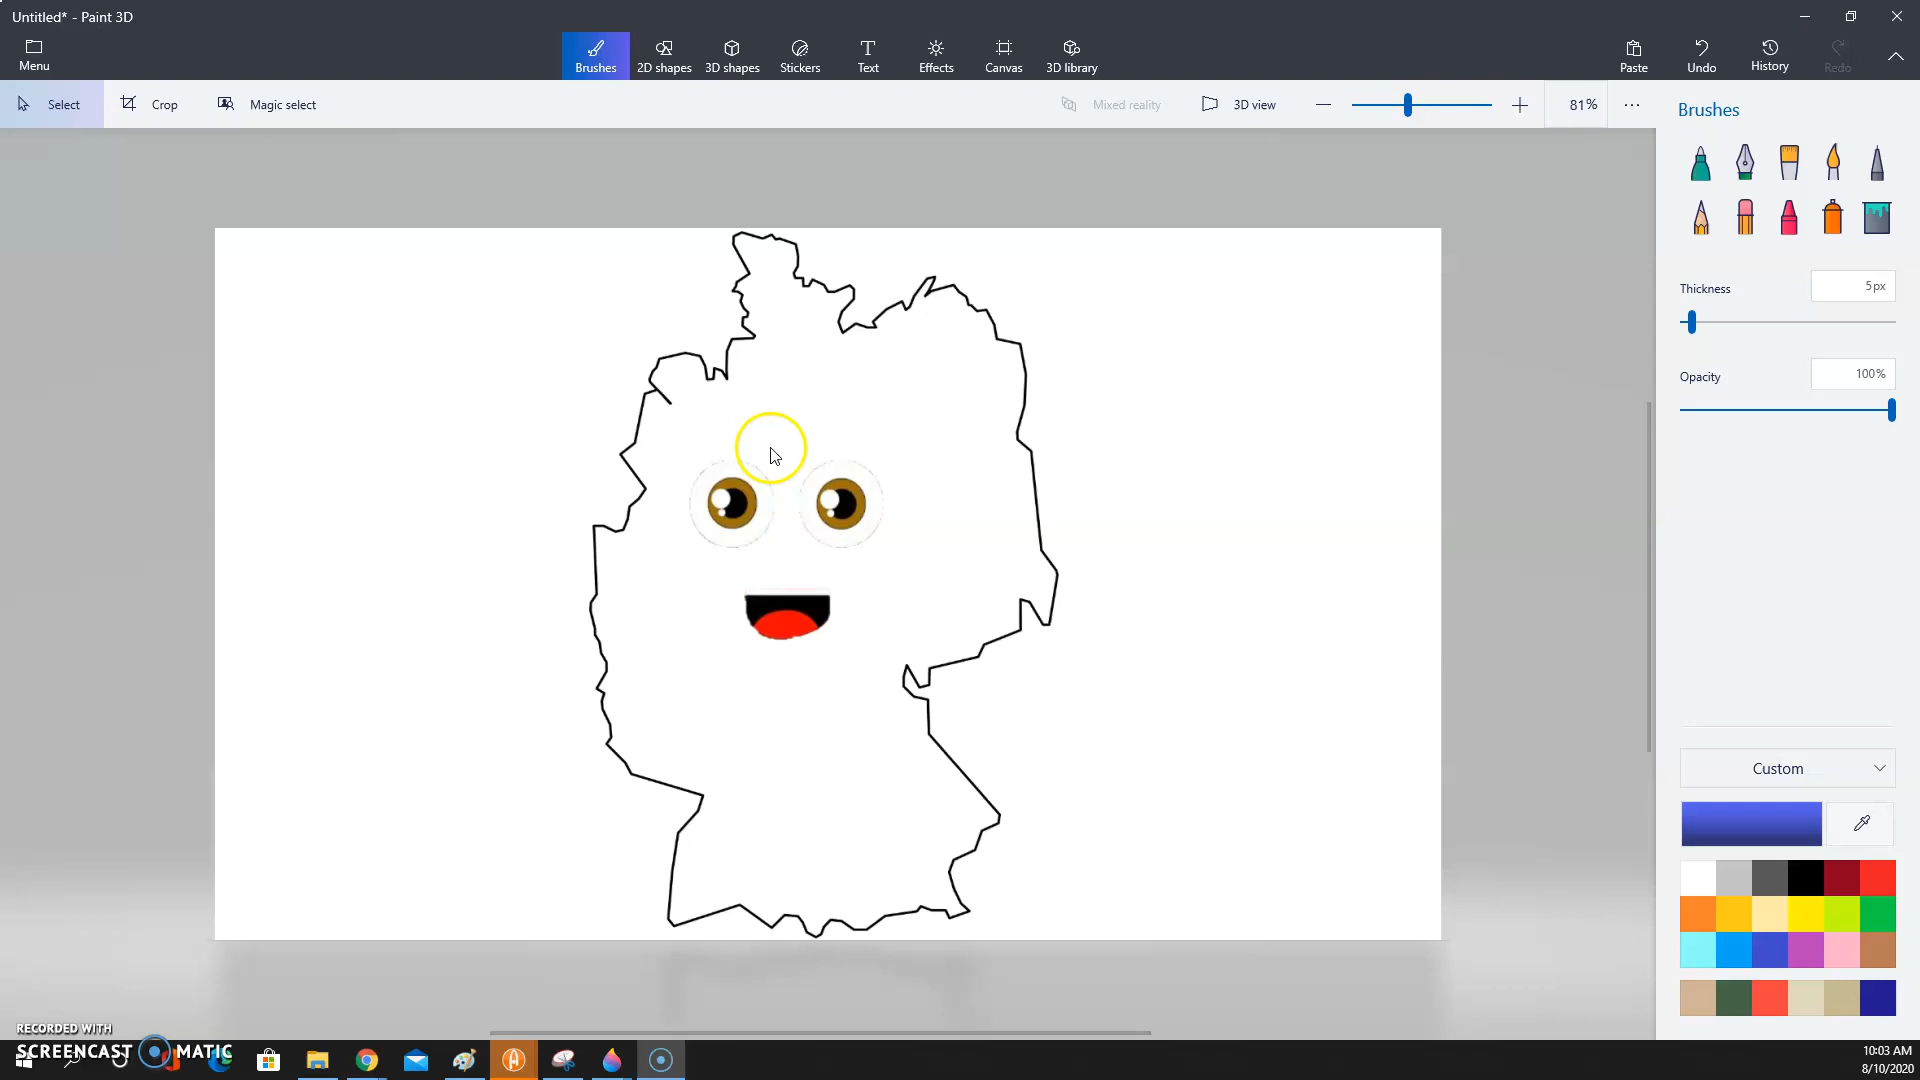 Untitled* - Paint 3D
Menu
Brushes
2D shapes
3D shapes
Stickers
Text
Effects
Canvas
3D library
Paste
Undo
History
Redo
Select
Crop
Magic select
Mixed reality
3D view
81%
Brushes
Thickness
5px
Opacity
100%
Custom
RECORDED WITH
SCREENCAST MATIC
10:03 AM
8/10/2020